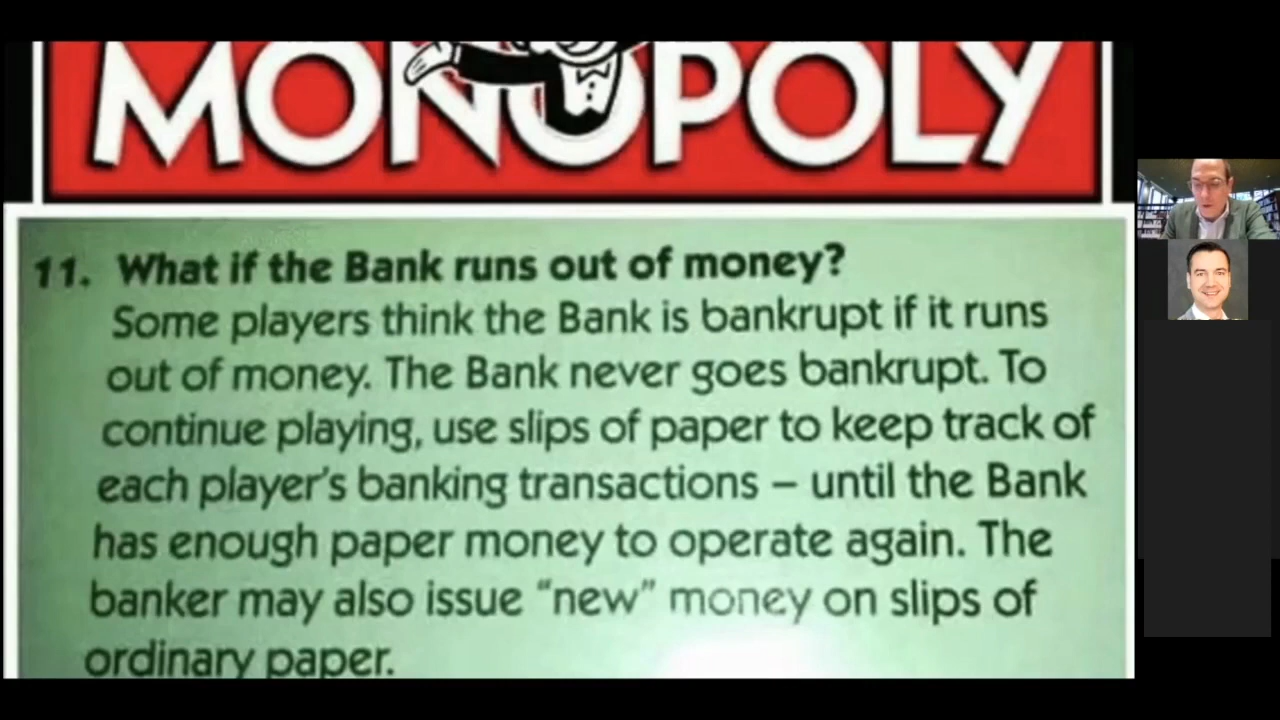 MONOPOLY
11. What if the Bank runs out of money?
Some players think the Bank is bankrupt if it runs
out of money. The Bank never goes bankrupt. To
continue playing, use slips of paper to keep track of
each player's banking transactions – until the Bank
has enough paper money to operate again. The
banker may also issue “new” money on slips of
ordinary paper.